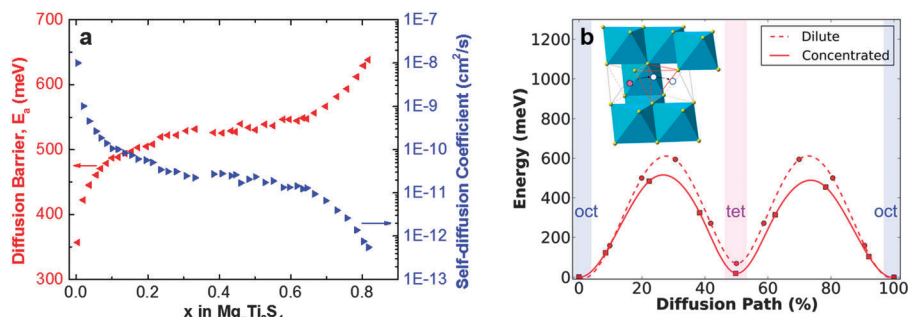 a
700
600
500
400
300
Diffusion Barrier, Eₐ (meV)
1E-7
1E-8
1E-9
1E-10
1E-11
1E-12
1E-13
Self-diffusion Coefficient (cm²/s)
0.0 0.2 0.4 0.6 0.8
b
1200
1000
800
600
400
200
0
Energy (meV)
Dilute
Concentrated
oct
tet
oct
0 20 40 60 80 100
Diffusion Path (%)
x in Mg Ti S